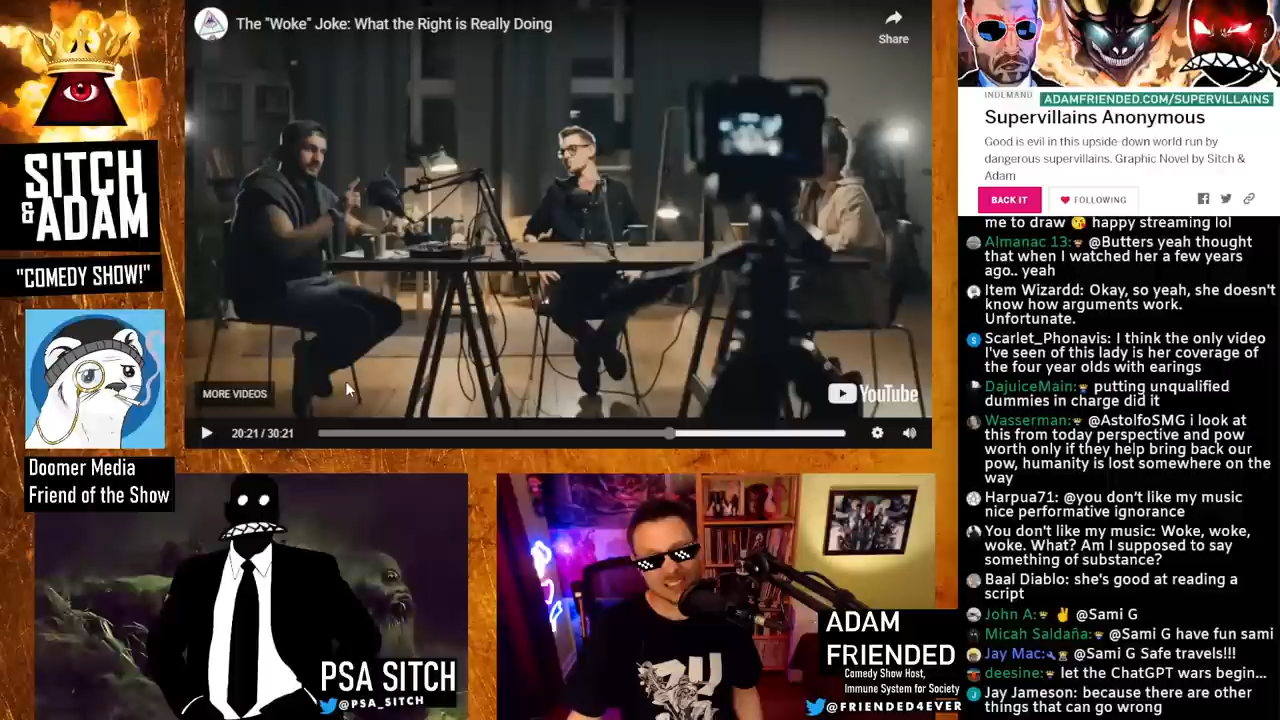 The "Woke" Joke: What the Right is Really Doing
Share
SITCH
& ADAM
"COMEDY SHOW!"
MORE VIDEOS
YouTube
20:21 / 30:21
Doomer Media
Friend of the Show
PSA SITCH
@PSA_SITCH
ADAM
FRIENDED
Comedy Show Host,
Immune System for Society
@FRIENDED4EVER
INDEMAND
ADAMFRIENDED.COM/SUPERVILLAINS
Supervillains Anonymous
Good is evil in this upside-down world run by
dangerous supervillains. Graphic Novel by Sitch &
Adam
BACK IT
FOLLOWING
me to draw 😘 happy streaming lol
Almanac 13: @Butters yeah thought
that when I watched her a few years
ago.. yeah
Item Wizardd: Okay, so yeah, she doesn't
know how arguments work.
Unfortunate.
Scarlet_Phonavis: I think the only video
I've seen of this lady is her coverage of
the four year olds with earings
DajuiceMain: putting unqualified
dummies in charge did it
Wasserman: @AstolfoSMG i look at
this from today perspective and pow
worth only if they help bring back our
pow, humanity is lost somewhere on the
way
Harpua71: @you don't like my music
nice performative ignorance
You don't like my music: Woke, woke,
woke. What? Am I supposed to say
something of substance?
Baal Diablo: she's good at reading a
script
John A: ✌ @Sami G
Micah Saldaña: @Sami G have fun sami
Jay Mac: @Sami G Safe travels!!!
deesine: let the ChatGPT wars begin...
Jay Jameson: because there are other
things that can go wrong